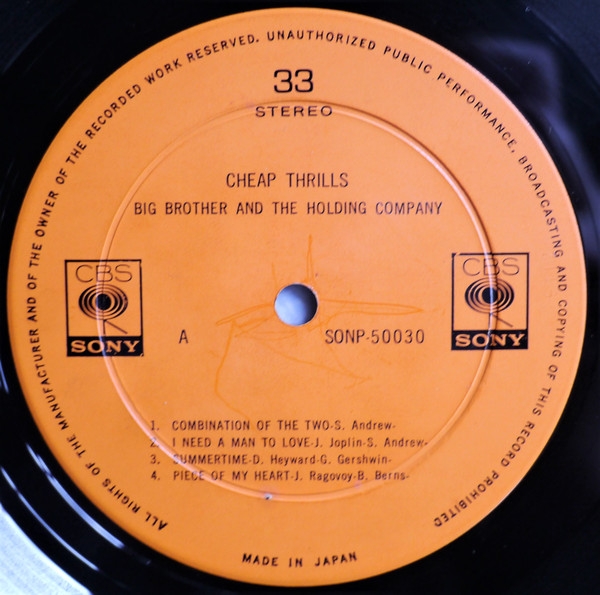 ALL RIGHTS OF THE MANUFACTURER AND OF THE OWNER OF THE RECORDED WORK RESERVED. UNAUTHORIZED PUBLIC PERFORMANCE, BROADCASTING AND COPYING OF THIS RECORD PROHIBITED
33
STEREO
CHEAP THRILLS
BIG BROTHER AND THE HOLDING COMPANY
CBS
SONY
CBS
SONY
A
SONP-50030
1. COMBINATION OF THE TWO-S. Andrew-
2. I NEED A MAN TO LOVE-J. Joplin-S. Andrew-
3. SUMMERTIME-D. Heyward-G. Gershwin-
4. PIECE OF MY HEART-J. Ragovoy-B. Berns-
MADE IN JAPAN